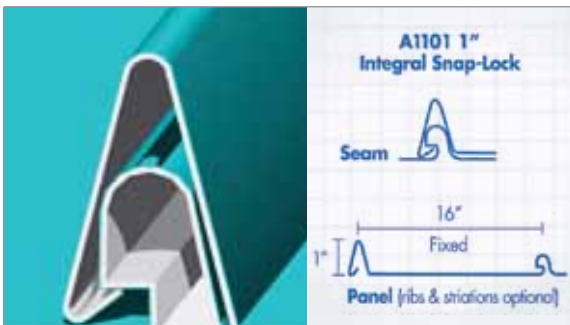 A1101 1"
Integral Snap-Lock
Seam
16"
Fixed
1"
Panel (ribs & striations optional)